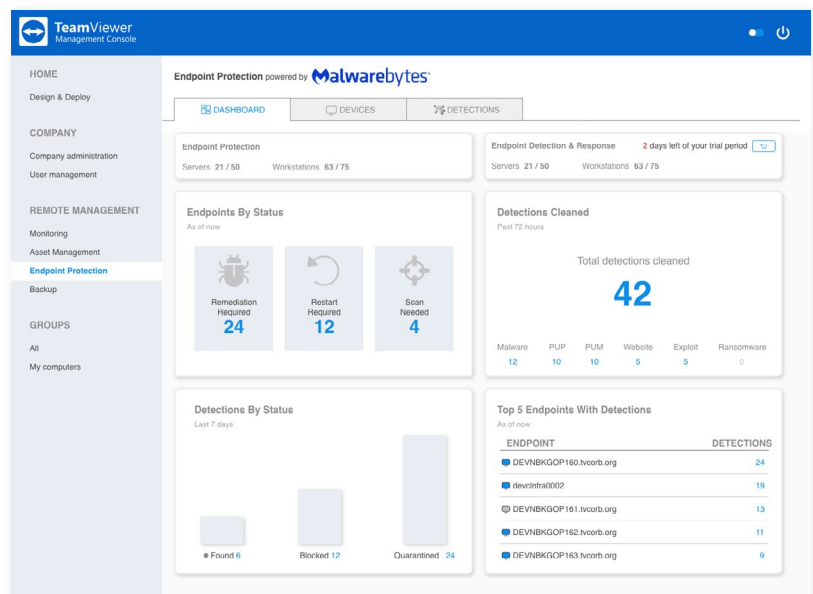 TeamViewer
Management Console
HOME
Design & Deploy
COMPANY
Company administration
User management
REMOTE MANAGEMENT
Monitoring
Asset Management
Endpoint Protection
Backup
GROUPS
All
My computers
Endpoint Protection powered by Malwarebytes
DASHBOARD
DEVICES
DETECTIONS
Endpoint Protection
Servers 21 / 50 Workstations 63 / 75
Endpoint Detection & Response 2 days left of your trial period
Servers 21 / 50 Workstations 63 / 75
Endpoints By Status
As of now
Remediation
Required
24
Restart
Required
12
Scan
Needed
4
Detections Cleaned
Past 72 hours
Total detections cleaned
42
Malware PUP PUM Website Exploit Ransomware
12 10 10 5 5 0
Detections By Status
Last 7 days
Found 6 Blocked 12 Quarantined 24
Top 5 Endpoints With Detections
As of now
ENDPOINT DETECTIONS
DEVNBKGOP160.tvcorb.org 24
devcinfra0002 19
DEVNBKGOP161.tvcorb.org 13
DEVNBKGOP162.tvcorb.org 11
DEVNBKGOP163.tvcorb.org 9